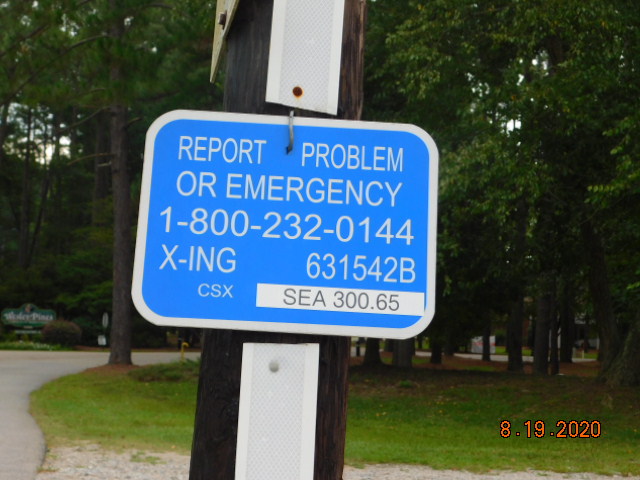 REPORT PROBLEM
OR EMERGENCY
1-800-232-0144
X-ING 631542B
CSX SEA 300.65
8.19.2020